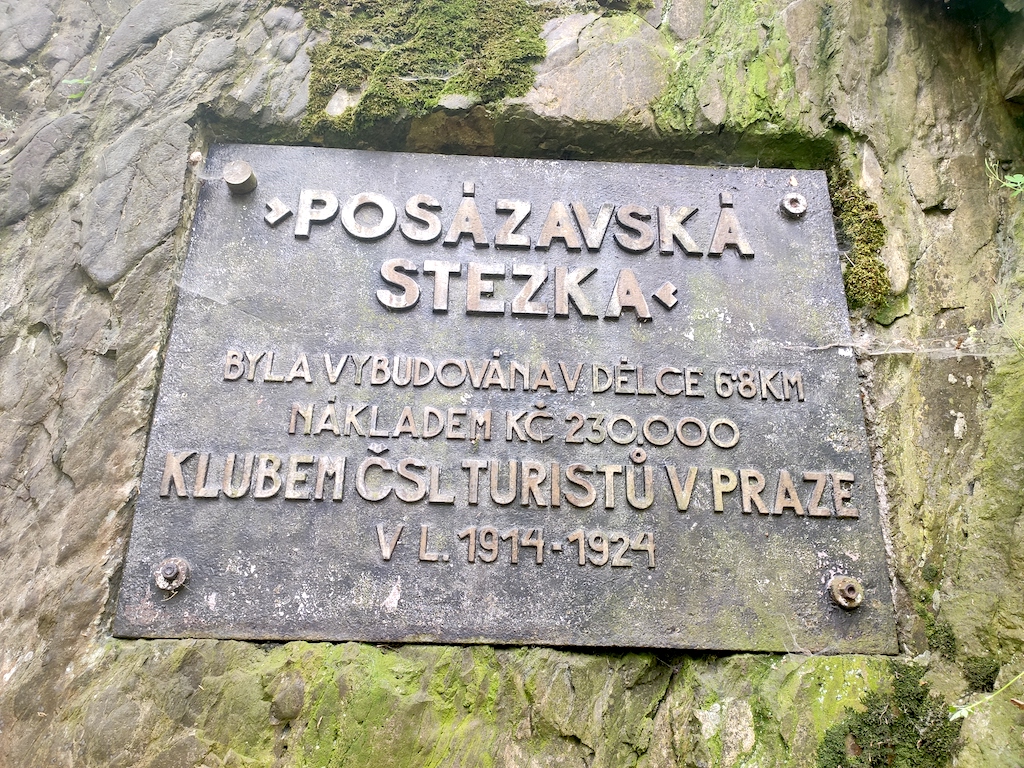 ›POSÁZAVSKÁ
STEZKA‹
BYLA VYBUDOVÁNA V DÉLCE 6·8 KM
NÁKLADEM KČ 230.000
KLUBEM ČSL TURISTŮ V PRAZE
V L. 1914-1924